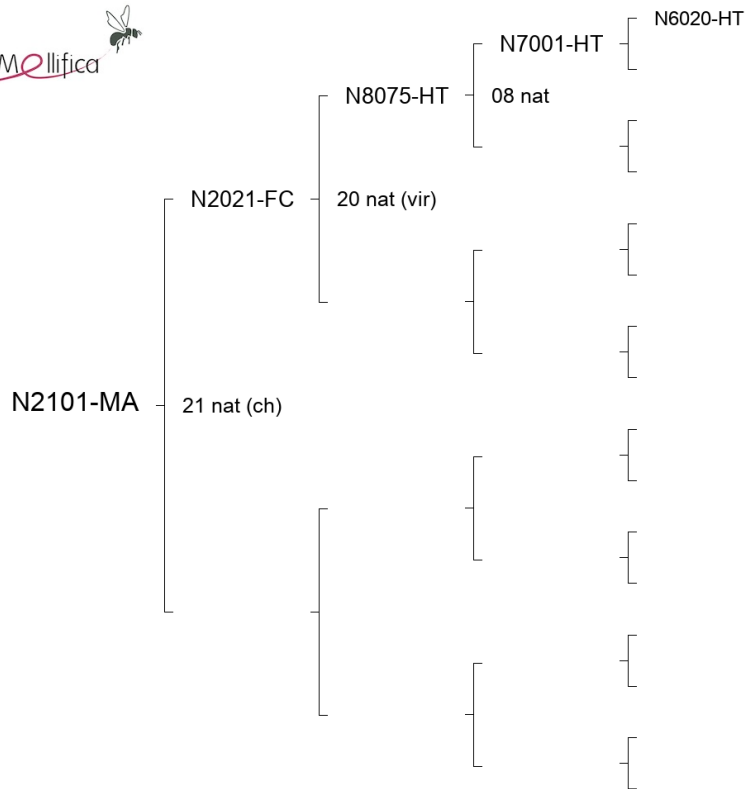 Mellifica
N6020-HT
N7001-HT
N8075-HT
08 nat
N2021-FC
20 nat (vir)
N2101-MA
21 nat (ch)